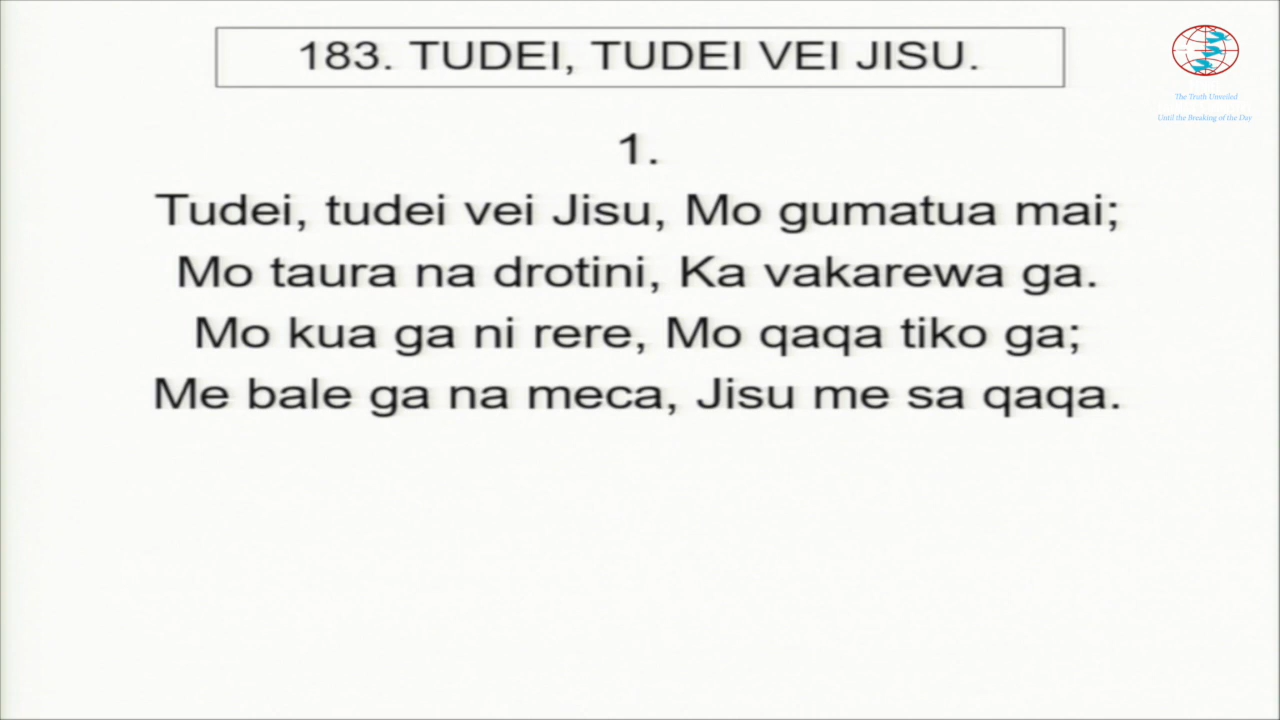 183. TUDEI, TUDEI VEI JISU.
The Truth Unveiled
Until the Breaking of the Day
1.
Tudei, tudei vei Jisu, Mo gumatua mai;
Mo taura na drotini, Ka vakarewa ga.
Mo kua ga ni rere, Mo qaqa tiko ga;
Me bale ga na meca, Jisu me sa qaqa.